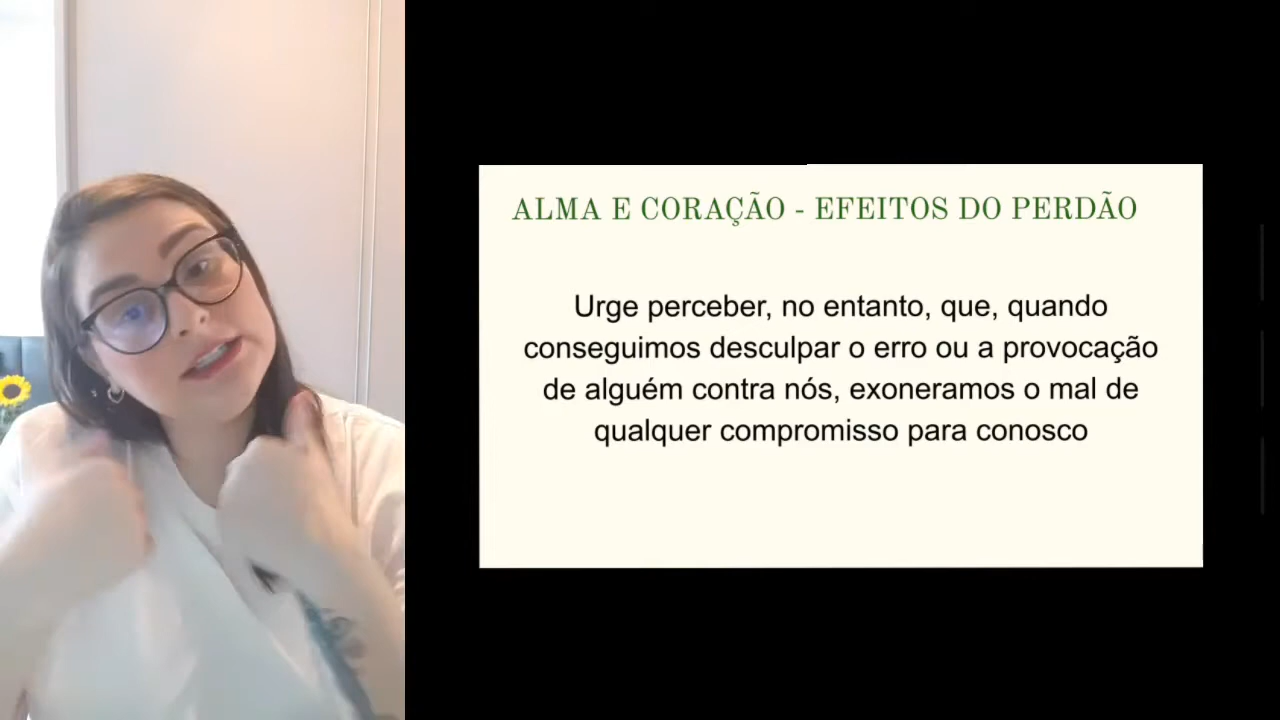 ALMA E CORAÇÃO - EFEITOS DO PERDÃO
Urge perceber, no entanto, que, quando
conseguimos desculpar o erro ou a provocação
de alguém contra nós, exoneramos o mal de
qualquer compromisso para conosco